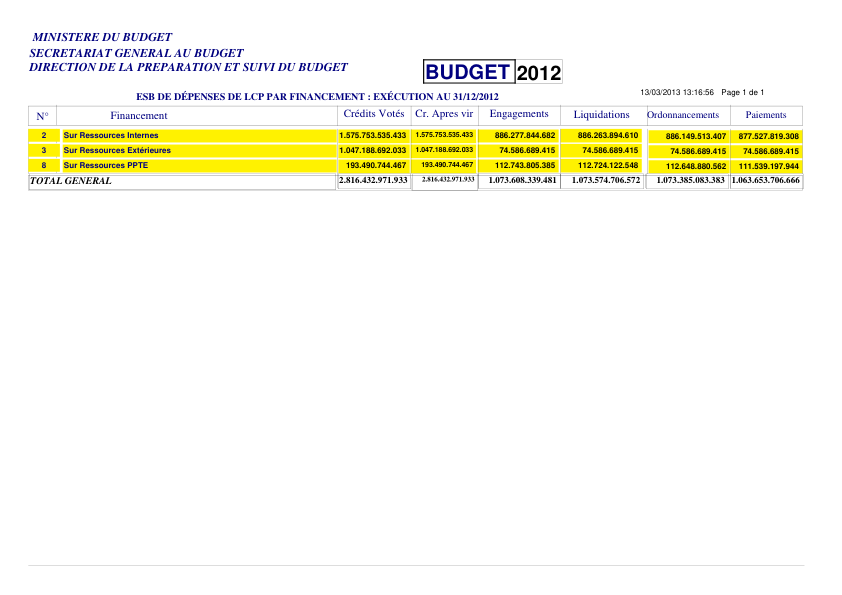 MINISTERE DU BUDGET
SECRETARIAT GENERAL AU BUDGET
DIRECTION DE LA PREPARATION ET SUIVI DU BUDGET
BUDGET 2012
13/03/2013 13:16:56 Page 1 de 1
ESB DE DÉPENSES DE LCP PAR FINANCEMENT : EXÉCUTION AU 31/12/2012
N° Financement Crédits Votés Cr. Apres vir Engagements Liquidations Ordonnancements Paiements
2 Sur Ressources Internes 1.575.753.535.433 1.575.753.535.433 886.277.844.682 886.263.894.610 886.149.513.407 877.527.819.308
3 Sur Ressources Extérieures 1.047.188.692.033 1.047.188.692.033 74.586.689.415 74.586.689.415 74.586.689.415 74.586.689.415
8 Sur Ressources PPTE 193.490.744.467 193.490.744.467 112.743.805.385 112.724.122.548 112.648.880.562 111.539.197.944
TOTAL GENERAL 2.816.432.971.933 2.816.432.971.933 1.073.608.339.481 1.073.574.706.572 1.073.385.083.383 1.063.653.706.666